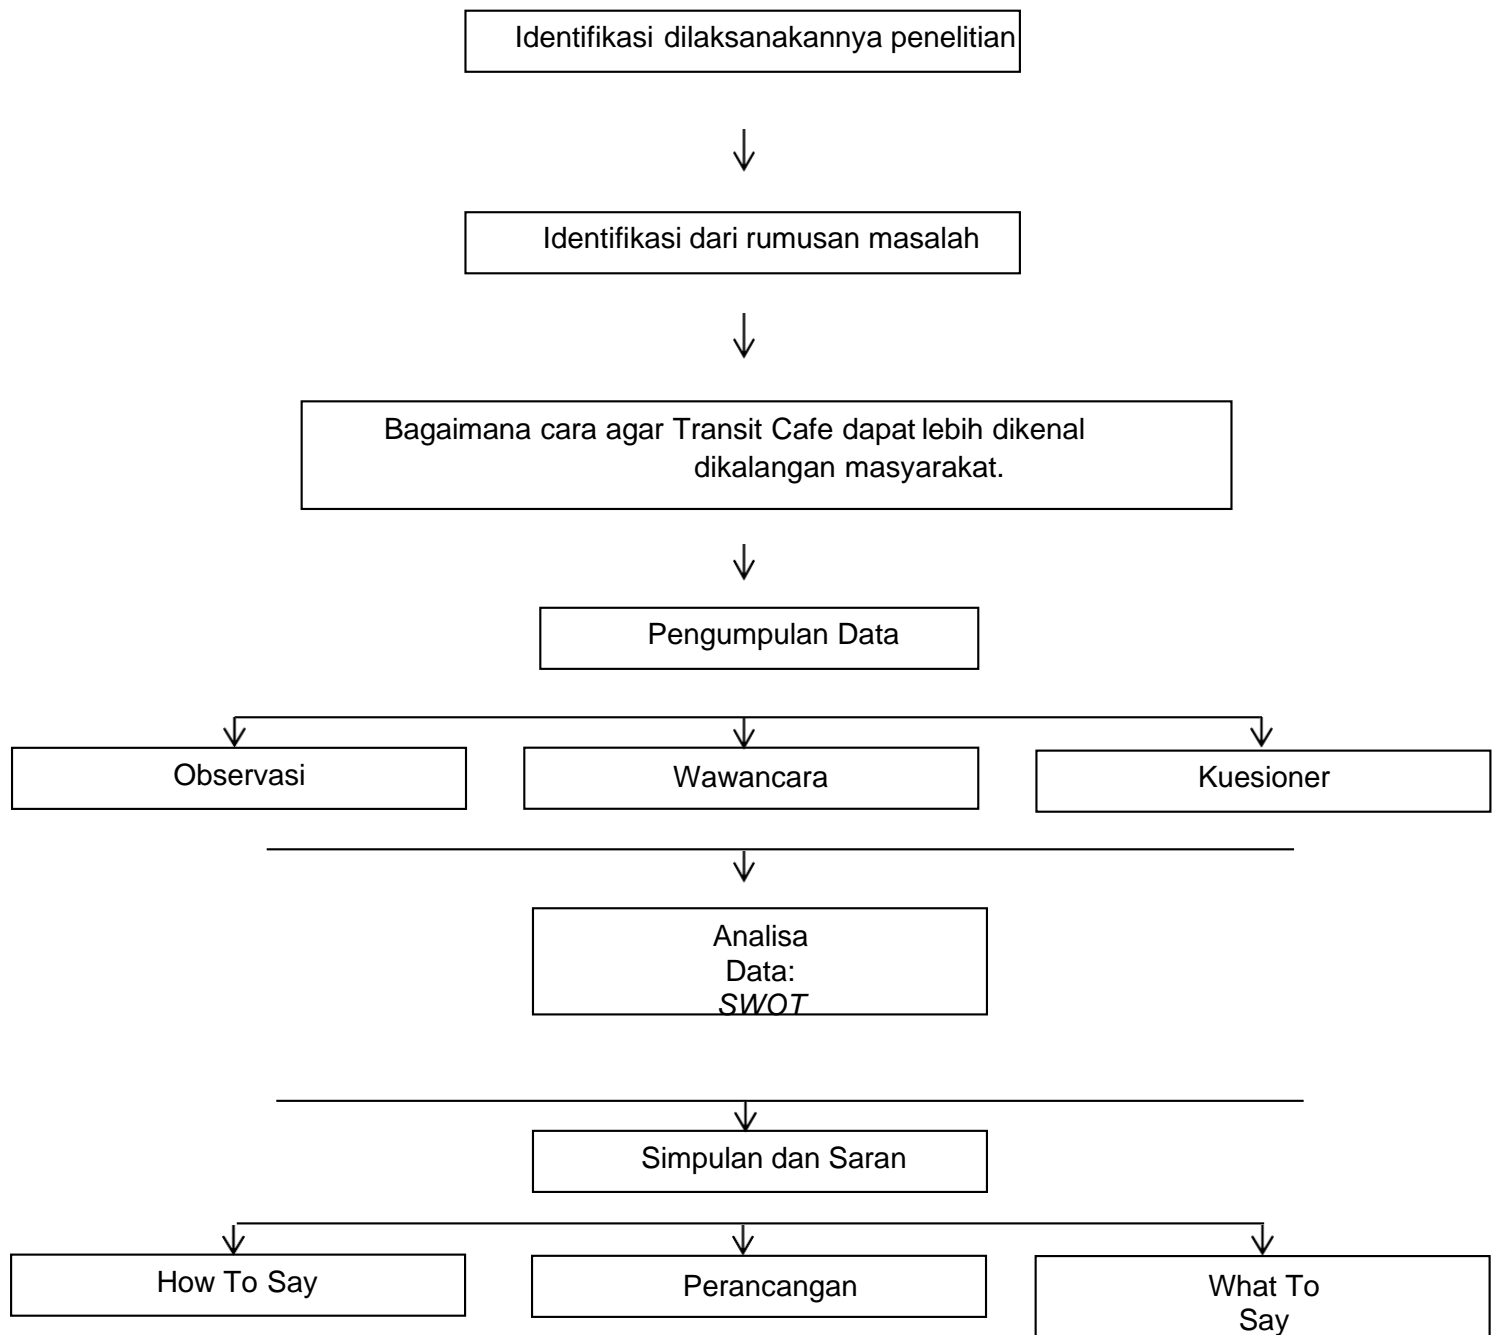 Identifikasi dilaksanakannya penelitian
Identifikasi dari rumusan masalah
Bagaimana cara agar Transit Cafe dapat lebih dikenal
dikalangan masyarakat.
Pengumpulan Data
Observasi
Wawancara
Kuesioner
Analisa
Data:
SWOT
Simpulan dan Saran
How To Say
Perancangan
What To
Say